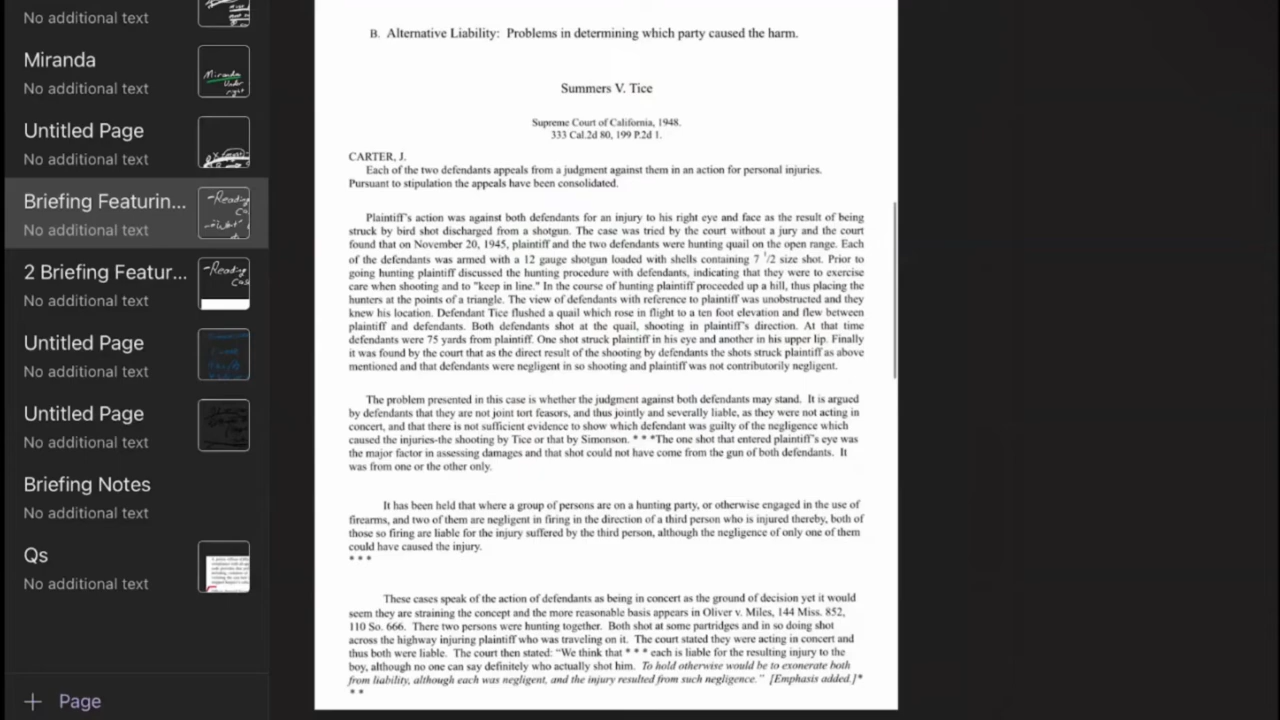 No additional text
Miranda
No additional text
Untitled Page
No additional text
Briefing Featurin...
No additional text
2 Briefing Featur...
No additional text
Untitled Page
No additional text
Untitled Page
No additional text
Briefing Notes
No additional text
Qs
No additional text
+ Page
B. Alternative Liability: Problems in determining which party caused the harm.
Summers V. Tice
Supreme Court of California, 1948.
333 Cal.2d 80, 199 P.2d 1.
CARTER, J.
Each of the two defendants appeals from a judgment against them in an action for personal injuries.
Pursuant to stipulation the appeals have been consolidated.
Plaintiff's action was against both defendants for an injury to his right eye and face as the result of being
struck by bird shot discharged from a shotgun. The case was tried by the court without a jury and the court
found that on November 20, 1945, plaintiff and the two defendants were hunting quail on the open range. Each
of the defendants was armed with a 12 gauge shotgun loaded with shells containing 7 1/2 size shot. Prior to
going hunting plaintiff discussed the hunting procedure with defendants, indicating that they were to exercise
care when shooting and to "keep in line." In the course of hunting plaintiff proceeded up a hill, thus placing the
hunters at the points of a triangle. The view of defendants with reference to plaintiff was unobstructed and they
knew his location. Defendant Tice flushed a quail which rose in flight to a ten foot elevation and flew between
plaintiff and defendants. Both defendants shot at the quail, shooting in plaintiff's direction. At that time
defendants were 75 yards from plaintiff. One shot struck plaintiff in his eye and another in his upper lip. Finally
it was found by the court that as the direct result of the shooting by defendants the shots struck plaintiff as above
mentioned and that defendants were negligent in so shooting and plaintiff was not contributorily negligent.
The problem presented in this case is whether the judgment against both defendants may stand. It is argued
by defendants that they are not joint tort feasors, and thus jointly and severally liable, as they were not acting in
concert, and that there is not sufficient evidence to show which defendant was guilty of the negligence which
caused the injuries-the shooting by Tice or that by Simonson. * * *The one shot that entered plaintiff's eye was
the major factor in assessing damages and that shot could not have come from the gun of both defendants. It
was from one or the other only.
It has been held that where a group of persons are on a hunting party, or otherwise engaged in the use of
firearms, and two of them are negligent in firing in the direction of a third person who is injured thereby, both of
those so firing are liable for the injury suffered by the third person, although the negligence of only one of them
could have caused the injury.
* * *
These cases speak of the action of defendants as being in concert as the ground of decision yet it would
seem they are straining the concept and the more reasonable basis appears in Oliver v. Miles, 144 Miss. 852,
110 So. 666. There two persons were hunting together. Both shot at some partridges and in so doing shot
across the highway injuring plaintiff who was traveling on it. The court stated they were acting in concert and
thus both were liable. The court then stated: "We think that * * * each is liable for the resulting injury to the
boy, although no one can say definitely who actually shot him. To hold otherwise would be to exonerate both
from liability, although each was negligent, and the injury resulted from such negligence." [Emphasis added.]*
* *